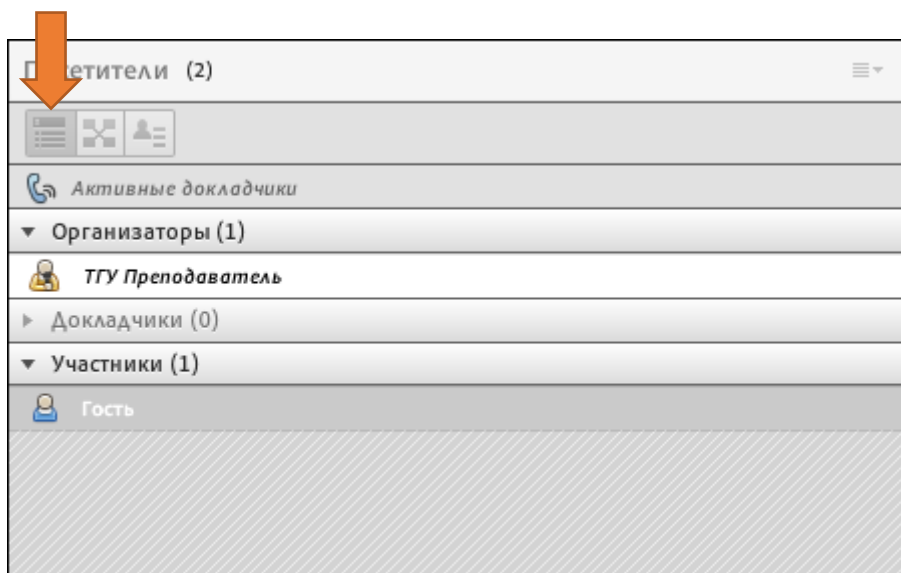 (2)
Активные докладчики
Организаторы (1)
ТГУ Преподаватель
Докладчики (0)
Участники (1)
Гость